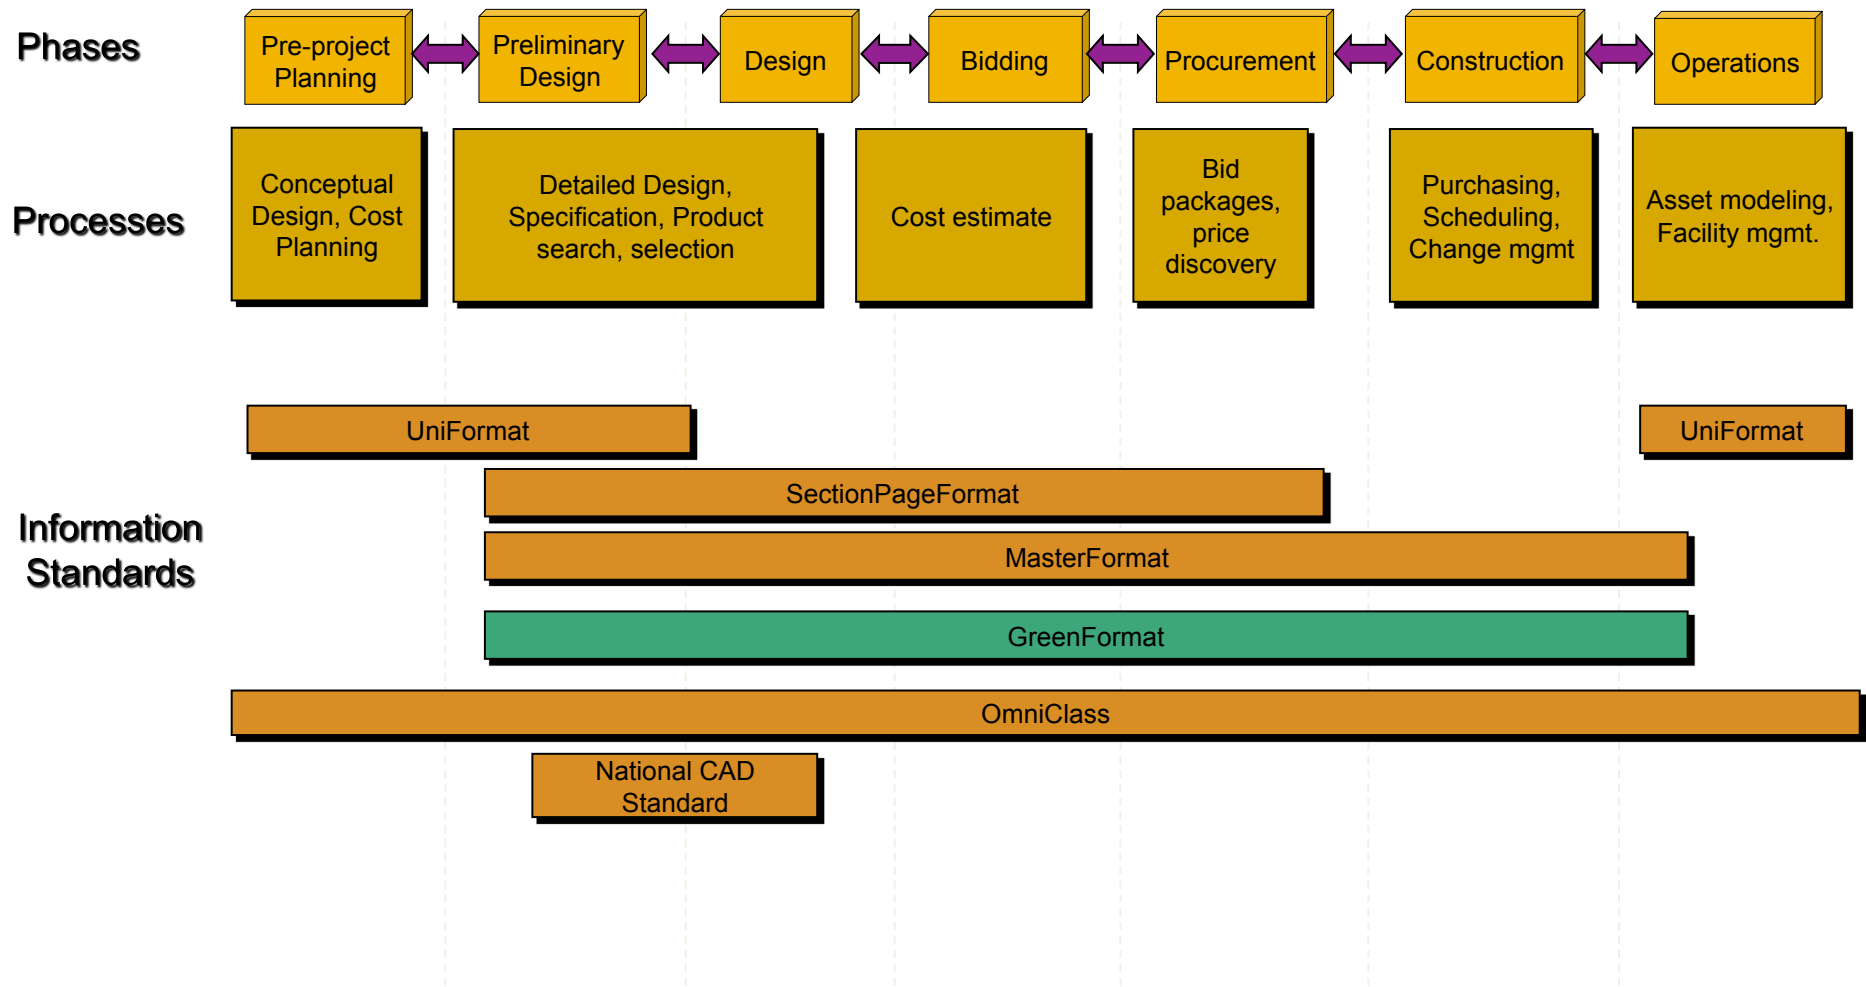 Phases
Pre-project
Planning
Preliminary
Design
Design
Bidding
Procurement
Construction
Operations
Processes
Conceptual
Design, Cost
Planning
Detailed Design,
Specification, Product
search, selection
Cost estimate
Bid
packages,
price
discovery
Purchasing,
Scheduling,
Change mgmt
Asset modeling,
Facility mgmt.
Information
Standards
UniFormat
UniFormat
SectionPageFormat
MasterFormat
GreenFormat
OmniClass
National CAD
Standard